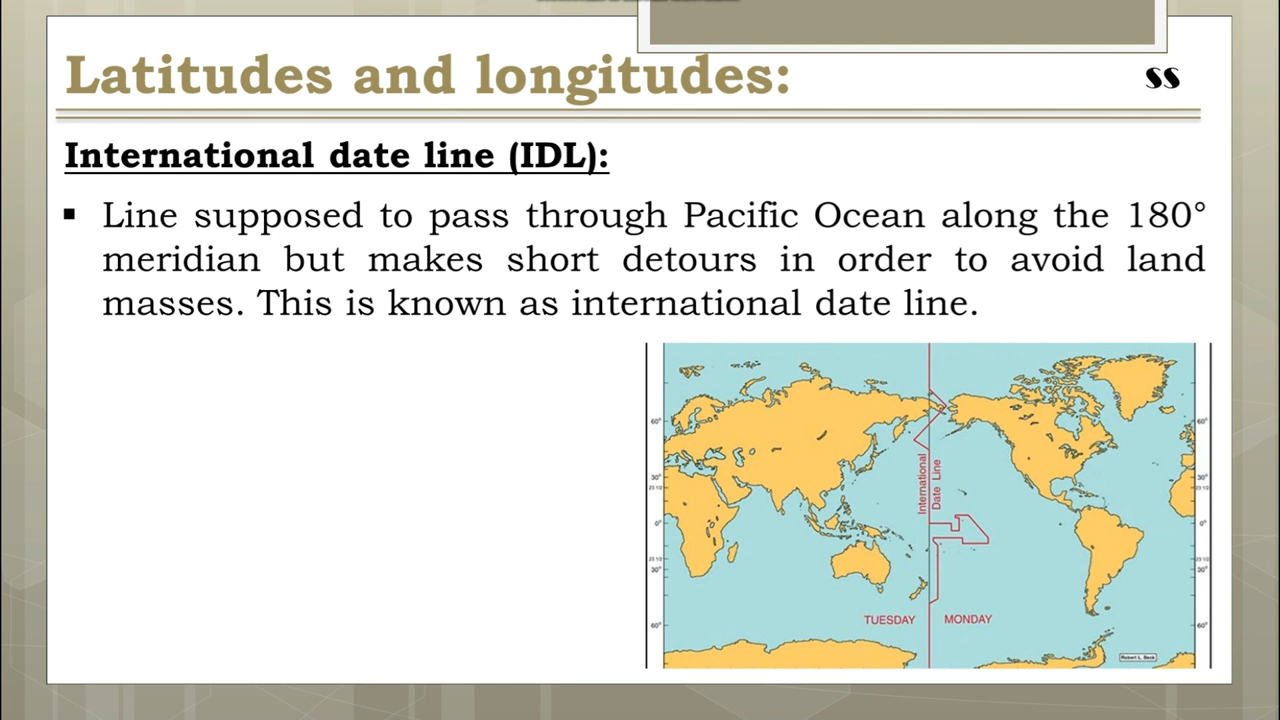 Latitudes and longitudes:
SS
International date line (IDL):
▪ Line supposed to pass through Pacific Ocean along the 180°
meridian but makes short detours in order to avoid land
masses. This is known as international date line.
60°
60°
International
Date Line
30°
30°
23 1/2
23 1/2
0°
0°
23 1/2
23 1/2
30°
30°
TUESDAY MONDAY
60°
60°
Robert L. Beck